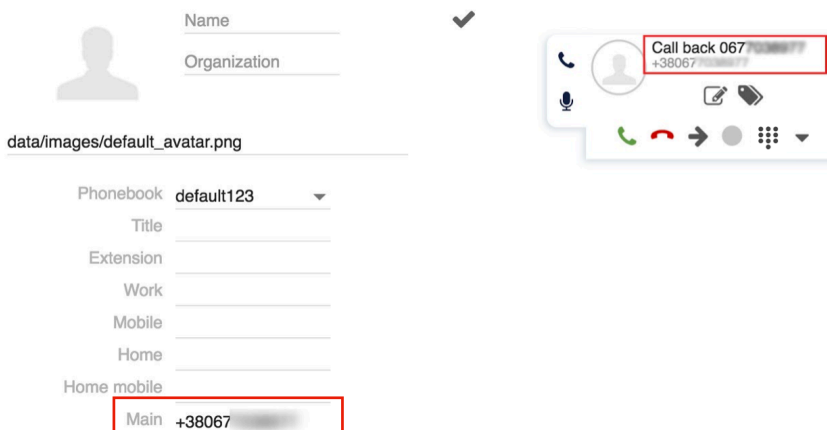 Name
Organization
data/images/default_avatar.png
Phonebook default123
Title
Extension
Work
Mobile
Home
Home mobile
Main +38067
Call back 067
+38067